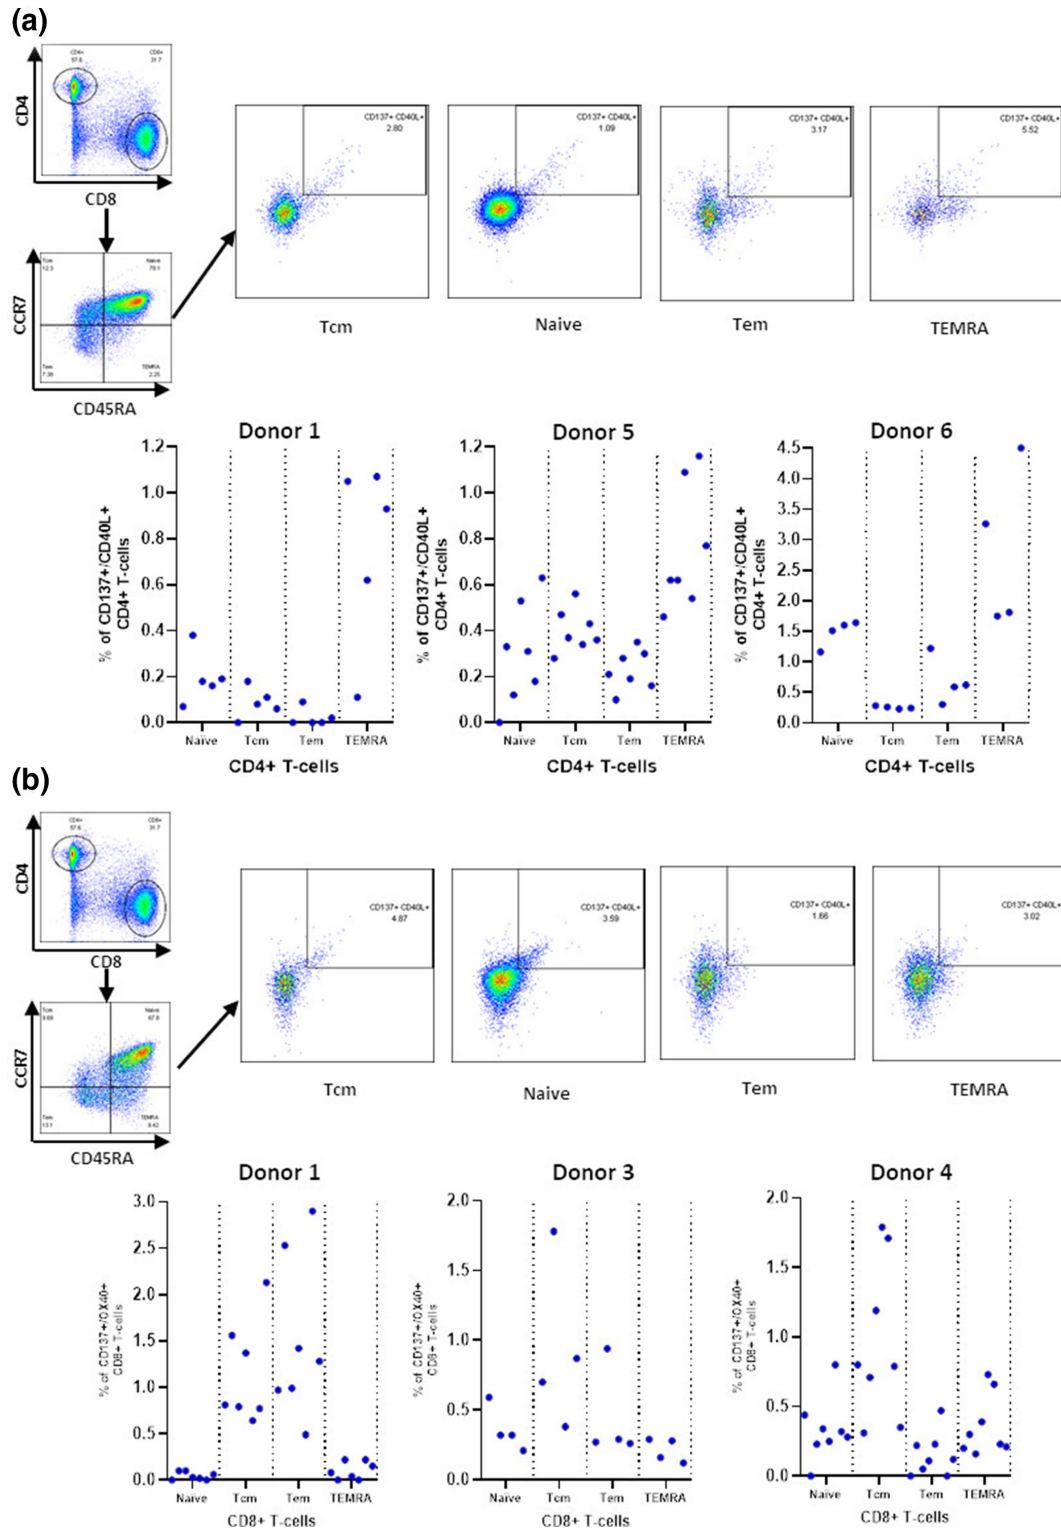 (a)
CD4+
57.6
CD8+
31.7
CD4
CD8
Tcm
12.3
Naive
78.1
Tem
7.38
TEMRA
2.25
CCR7
CD45RA
CD137+ CD40L+
2.80
Tcm
CD137+ CD40L+
1.09
Naive
CD137+ CD40L+
3.17
Tem
CD137+ CD40L+
5.52
TEMRA
Donor 1
% of CD137+/CD40L+
CD4+ T-cells
1.2
1.0
0.8
0.6
0.4
0.2
0.0
Naïve Tcm Tem TEMRA
CD4+ T-cells
Donor 5
% of CD137+/CD40L+
CD4+ T-cells
1.2
1.0
0.8
0.6
0.4
0.2
0.0
Naïve Tcm Tem TEMRA
CD4+ T-cells
Donor 6
% of CD137+/CD40L+
CD4+ T-cells
4.5
4.0
3.5
3.0
2.5
2.0
1.5
1.0
0.5
0.0
Naïve Tcm Tem TEMRA
CD4+ T-cells
(b)
CD4+
57.6
CD8+
31.7
CD4
CD8
Tcm
9.69
Naive
67.8
Tem
13.1
TEMRA
9.43
CCR7
CD45RA
CD137+ CD40L+
4.87
Tcm
CD137+ CD40L+
3.59
Naive
CD137+ CD40L+
1.66
Tem
CD137+ CD40L+
3.02
TEMRA
Donor 1
% of CD137+/OX40+
CD8+ T-cells
3.0
2.5
2.0
1.5
1.0
0.5
0.0
Naïve Tcm Tem TEMRA
CD8+ T-cells
Donor 3
% of CD137+/OX40+
CD8+ T-cells
2.0
1.5
1.0
0.5
0.0
Naïve Tcm Tem TEMRA
CD8+ T-cells
Donor 4
% of CD137+/OX40+
CD8+ T-cells
2.0
1.5
1.0
0.5
0.0
Naïve Tcm Tem TEMRA
CD8+ T-cells